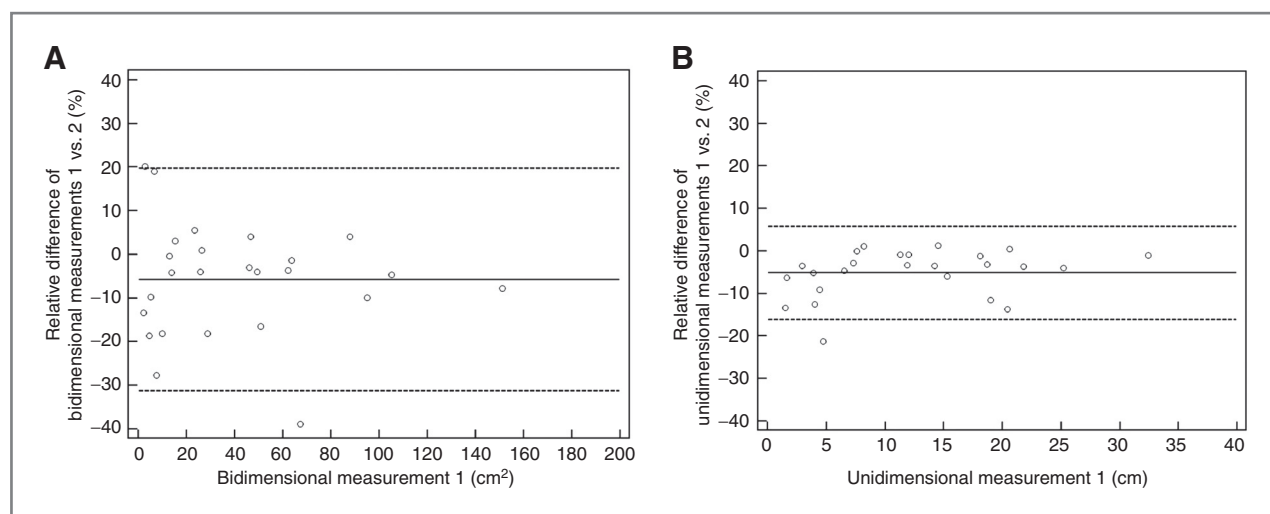 A
Relative difference of
bidimensional measurements 1 vs. 2 (%)
40
30
20
10
0
−10
−20
−30
−40
0 20 40 60 80 100 120 140 160 180 200
Bidimensional measurement 1 (cm²)
B
Relative difference of
unidimensional measurements 1 vs. 2 (%)
40
30
20
10
0
−10
−20
−30
−40
0 5 10 15 20 25 30 35 40
Unidimensional measurement 1 (cm)